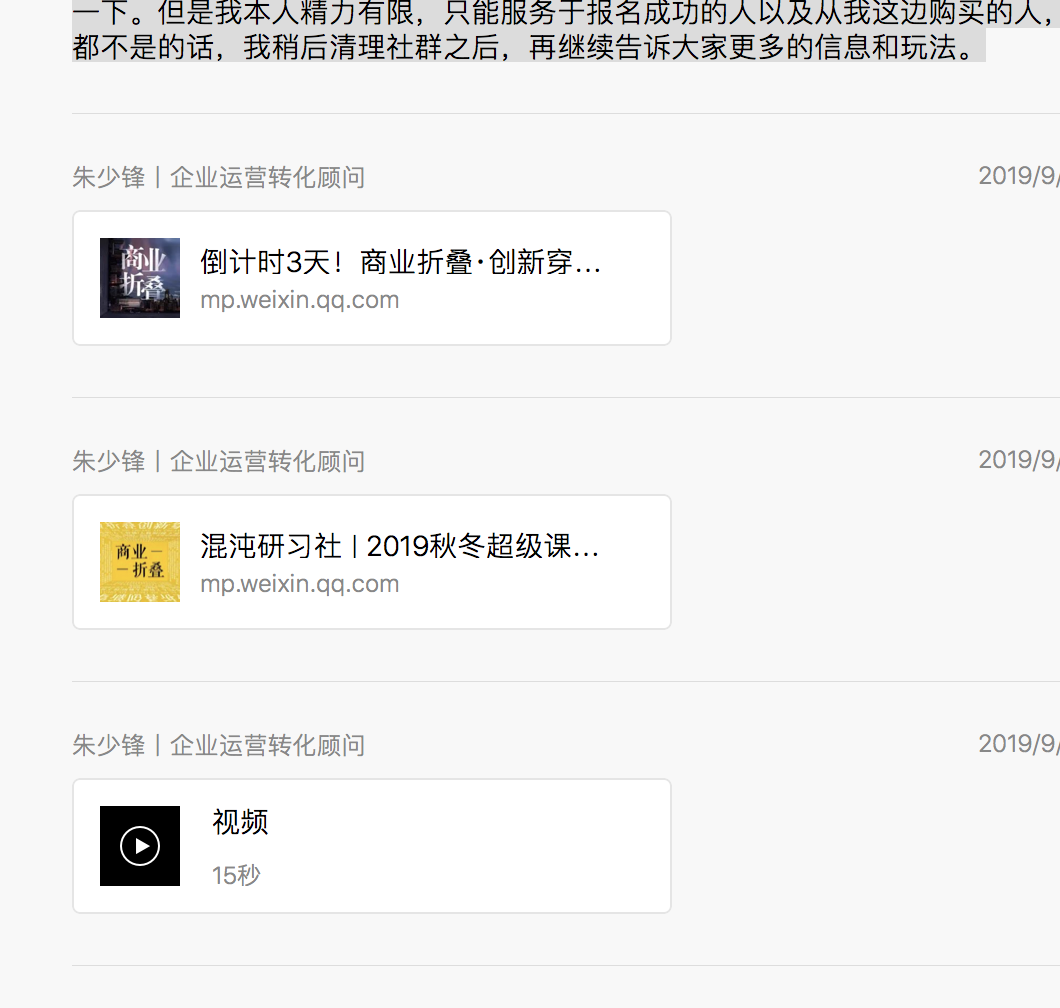 一下。但是我本人精力有限，只能服务于报名成功的人以及从我这边购买的人，
都不是的话，我稍后清理社群之后，再继续告诉大家更多的信息和玩法。
朱少锋丨企业运营转化顾问
2019/9/
商业
折叠
倒计时3天！商业折叠·创新穿...
mp.weixin.qq.com
朱少锋丨企业运营转化顾问
2019/9/
商业一
一折叠
混沌研习社 | 2019秋冬超级课...
mp.weixin.qq.com
朱少锋丨企业运营转化顾问
2019/9/
视频
15秒